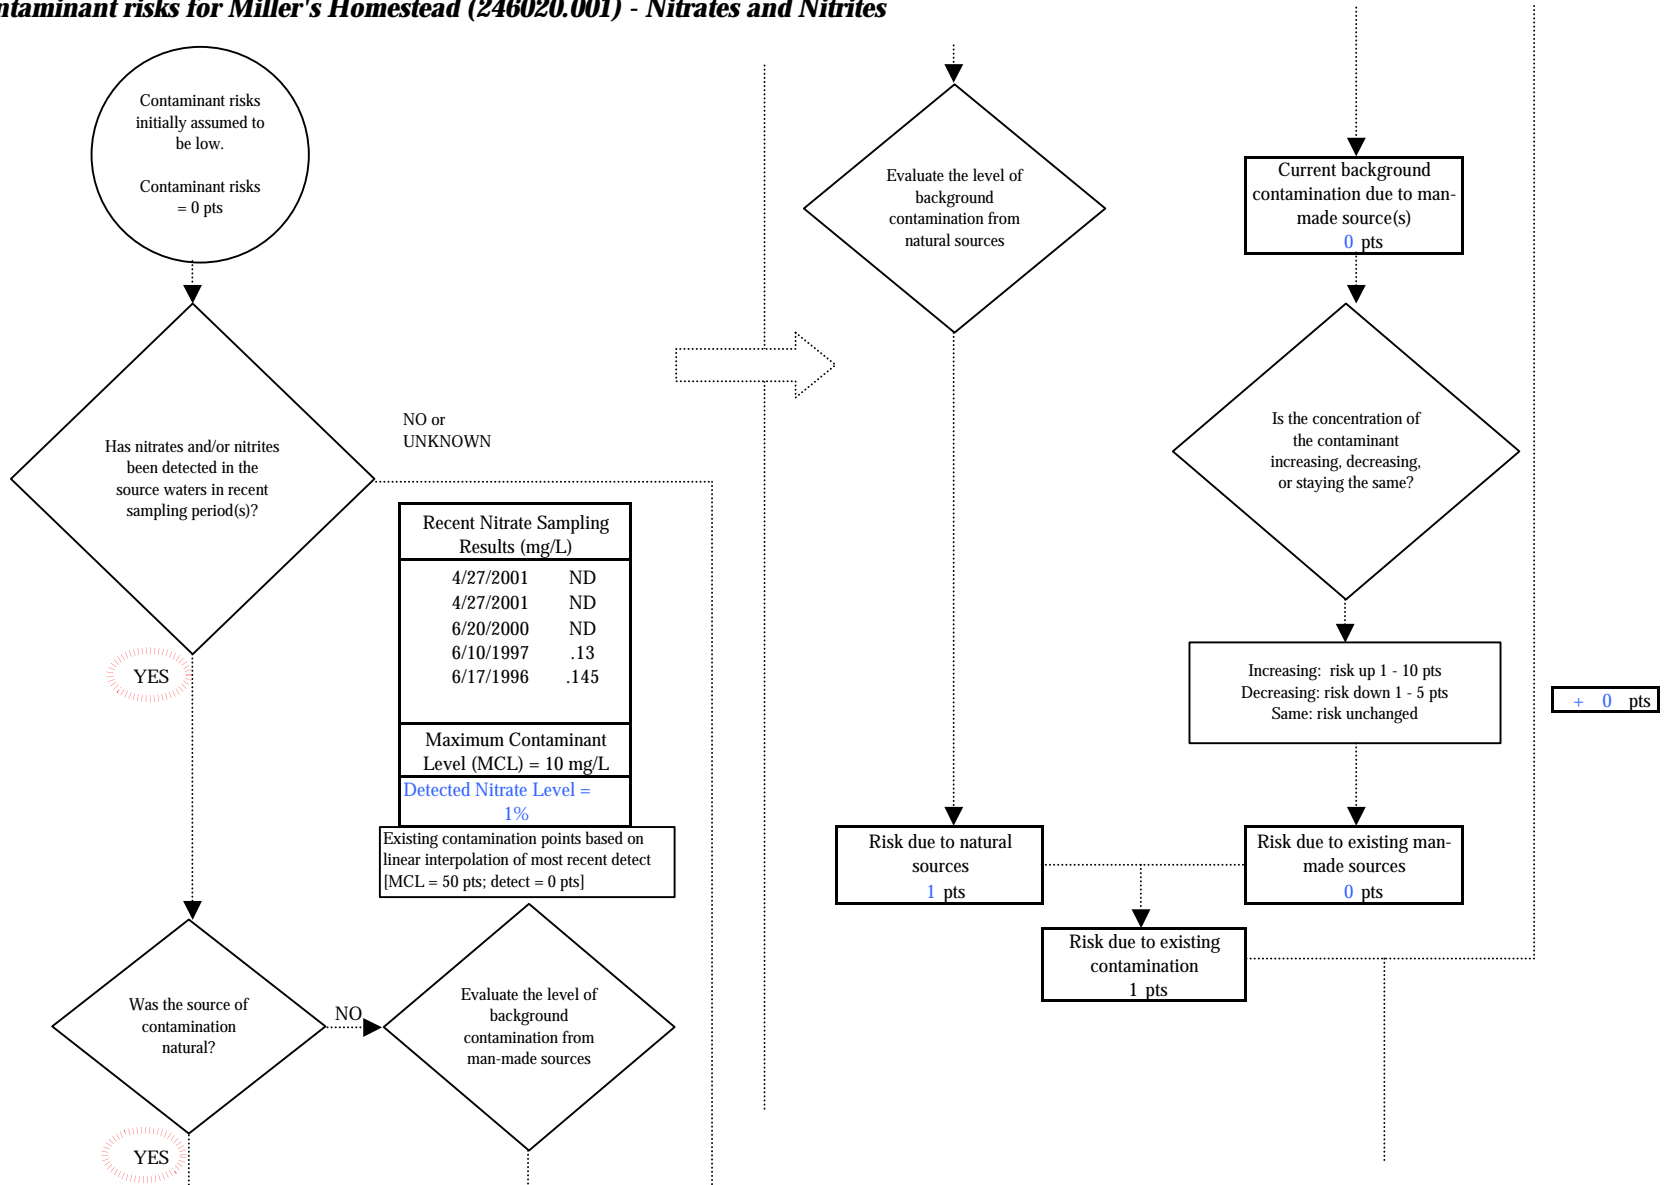 ntaminant risks for Miller's Homestead (246020.001) - Nitrates and Nitrites
Contaminant risks
initially assumed to
be low.
Contaminant risks
= 0 pts
Has nitrates and/or nitrites
been detected in the
source waters in recent
sampling period(s)?
NO or
UNKNOWN
YES
Recent Nitrate Sampling
Results (mg/L)
4/27/2001 ND
4/27/2001 ND
6/20/2000 ND
6/10/1997 .13
6/17/1996 .145
Maximum Contaminant
Level (MCL) = 10 mg/L
Detected Nitrate Level =
1%
Existing contamination points based on
linear interpolation of most recent detect
[MCL = 50 pts; detect = 0 pts]
Was the source of
contamination
natural?
NO
Evaluate the level of
background
contamination from
man-made sources
YES
Evaluate the level of
background
contamination from
natural sources
Risk due to natural
sources
1 pts
Current background
contamination due to man-
made source(s)
0 pts
Is the concentration of
the contaminant
increasing, decreasing,
or staying the same?
Increasing: risk up 1 - 10 pts
Decreasing: risk down 1 - 5 pts
Same: risk unchanged
+ 0 pts
Risk due to existing man-
made sources
0 pts
Risk due to existing
contamination
1 pts